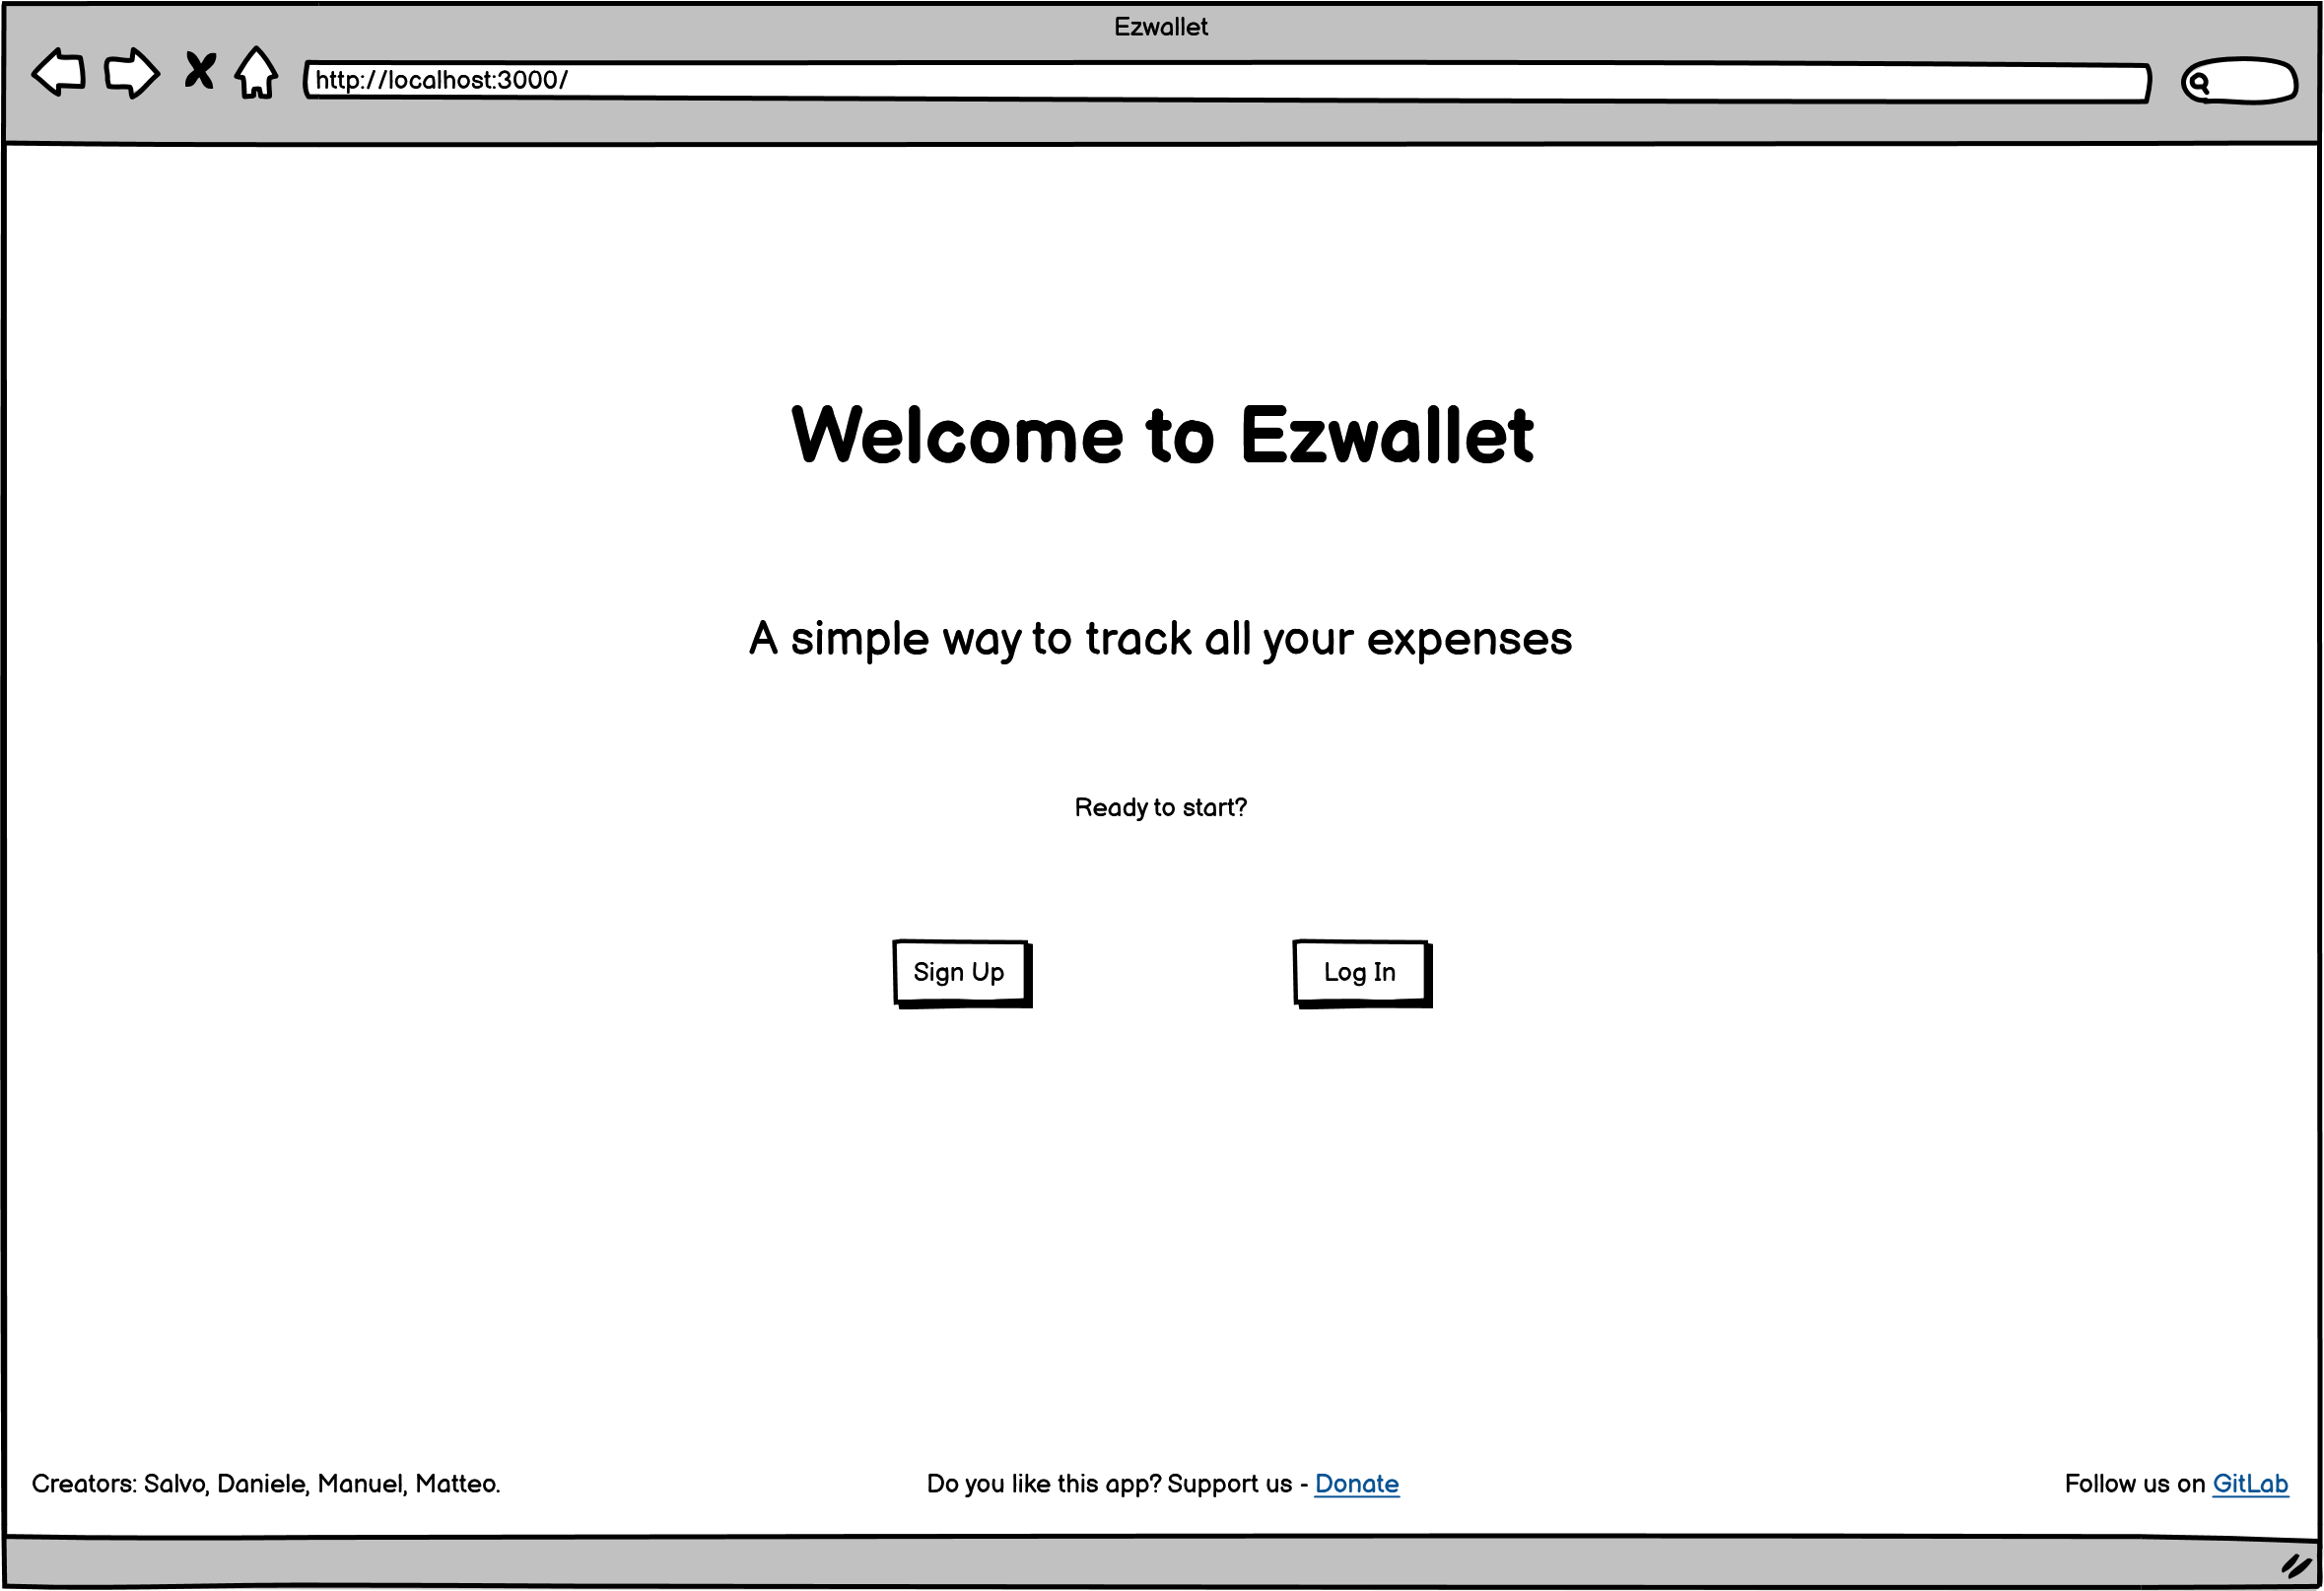 Ezwallet
http://localhost:3000/
Welcome to Ezwallet
A simple way to track all your expenses
Ready to start?
Sign Up
Log In
Creators: Salvo, Daniele, Manuel, Matteo.
Do you like this app? Support us - Donate
Follow us on GitLab